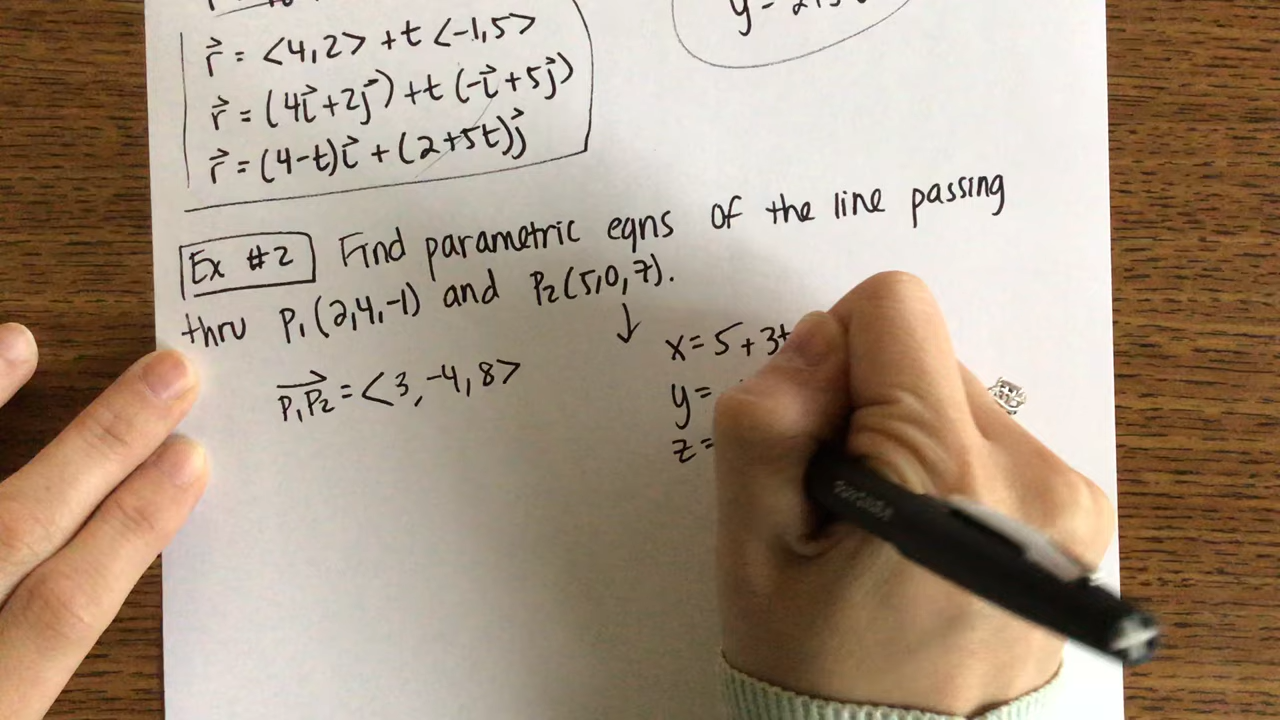 r⃗ = <4,2> + t <-1,5>
r⃗ = (4i⃗+2j⃗) + t (-i⃗+5j⃗)
r⃗ = (4-t)i⃗ + (2+5t)j⃗
Ex #2 Find parametric eqns of the line passing
thru P₁(2,4,-1) and P₂(5,0,7).
↓
P₁P₂ = <3,-4,8>
x = 5+3t
y =
z =